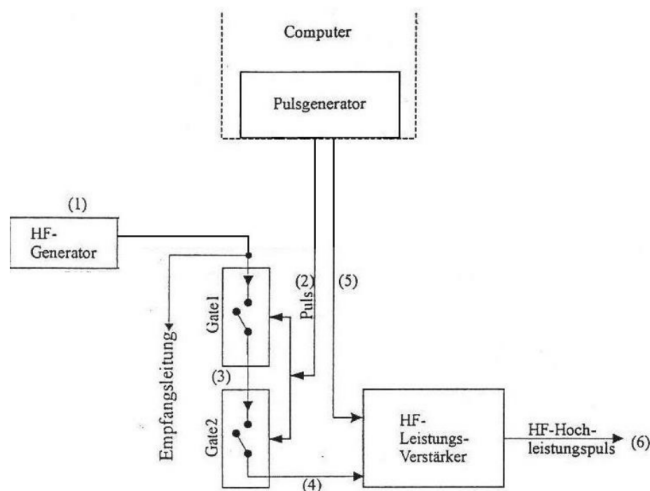 Computer
Pulsgenerator
(1)
HF-
Generator
(2)
Puls
(5)
Gate1
Empfangsleitung
(3)
Gate2
HF-
Leistungs-
Verstärker
HF-Hoch-
leistungspuls
(6)
(4)